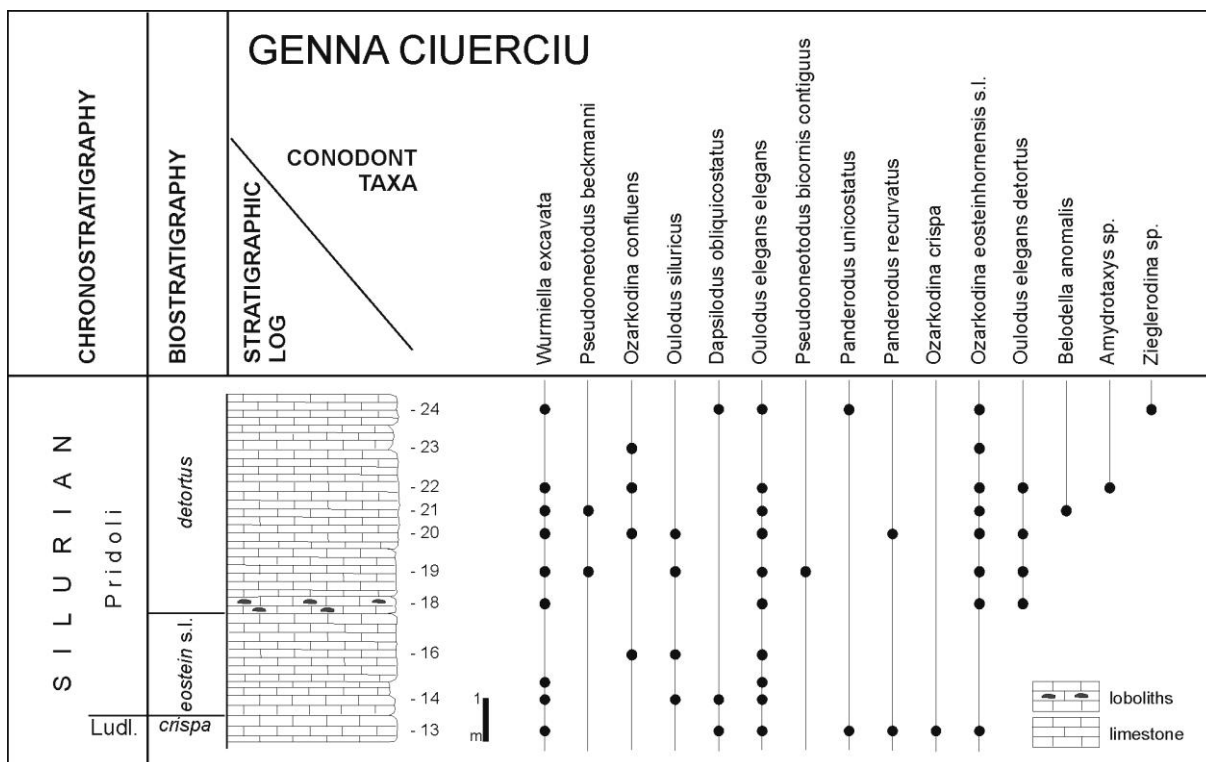 GENNA CIUERCIU
CHRONOSTRATIGRAPHY
BIOSTRATIGRAPHY
STRATIGRAPHIC
LOG
CONODONT
TAXA
Wurmiella excavata
Pseudooneotodus beckmanni
Ozarkodina confluens
Oulodus siluricus
Dapsilodus obliquicostatus
Oulodus elegans elegans
Pseudooneotodus bicornis contiguus
Panderodus unicostatus
Panderodus recurvatus
Ozarkodina crispa
Ozarkodina eosteinhornensis s.l.
Oulodus elegans detortus
Belodella anomalis
Amydrotaxys sp.
Zieglerodina sp.
SILURIAN
Pridoli
Ludl.
detortus
eostein s.l.
crispa
- 24
- 23
- 22
- 21
- 20
- 19
- 18
- 16
- 14
- 13
1
m
loboliths
limestone